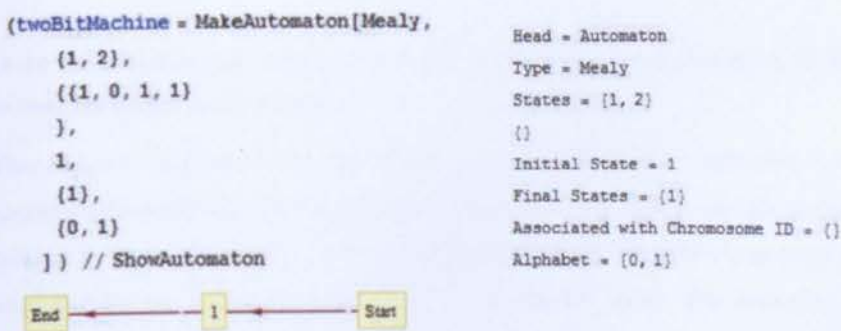 (twoBitMachine = MakeAutomaton[Mealy,
{1, 2},
{{1, 0, 1, 1}
},
1,
{1},
{0, 1}
] ) // ShowAutomaton
Head = Automaton
Type = Mealy
States = {1, 2}
{}
Initial State = 1
Final States = {1}
Associated with Chromosome ID = {}
Alphabet = {0, 1}
End 1 Start